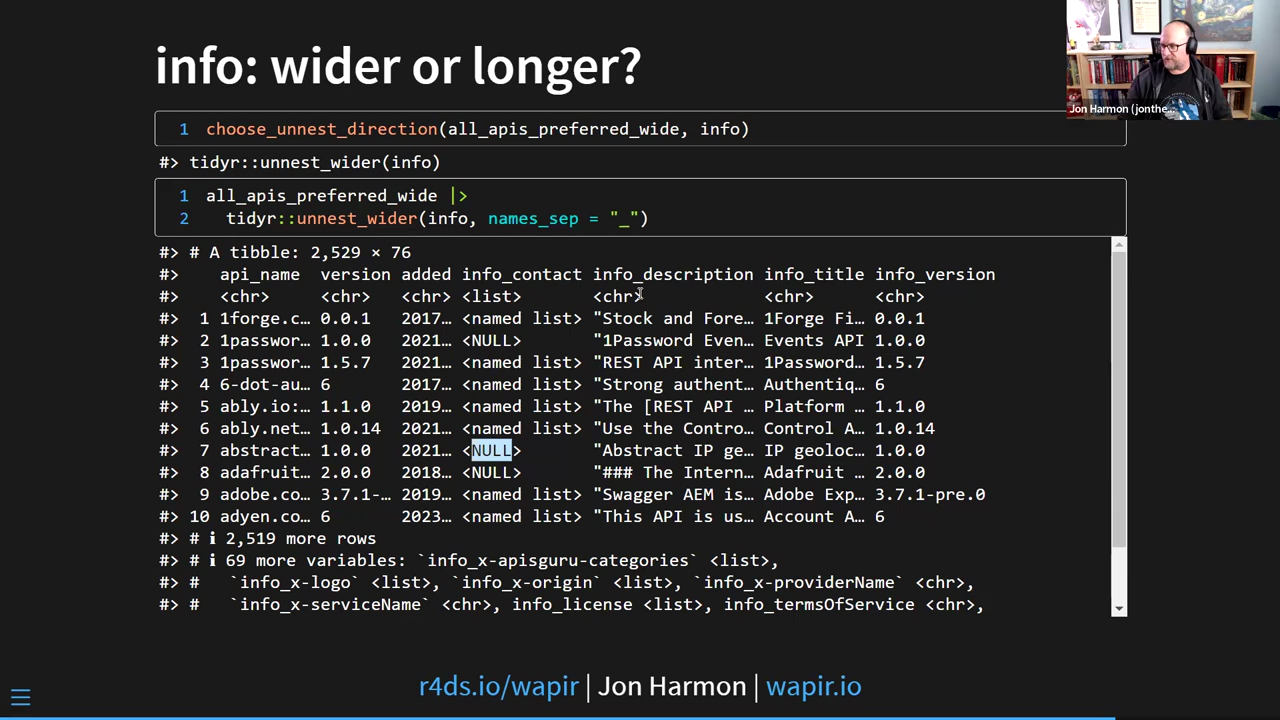 info: wider or longer?
Jon Harmon (jonthe...
1 choose_unnest_direction(all_apis_preferred_wide, info)
#> tidyr::unnest_wider(info)
1 all_apis_preferred_wide |>
2 tidyr::unnest_wider(info, names_sep = "_")
#> # A tibble: 2,529 × 76
#> api_name version added info_contact info_description info_title info_version
#> <chr> <chr> <chr> <list> <chr> <chr> <chr>
#> 1 1forge.c… 0.0.1 2017… <named list> "Stock and Fore… 1Forge Fi… 0.0.1
#> 2 1passwor… 1.0.0 2021… <NULL> "1Password Even… Events API 1.0.0
#> 3 1passwor… 1.5.7 2021… <named list> "REST API inter… 1Password… 1.5.7
#> 4 6-dot-au… 6 2017… <named list> "Strong authent… Authentiq… 6
#> 5 ably.io:… 1.1.0 2019… <named list> "The [REST API … Platform … 1.1.0
#> 6 ably.net… 1.0.14 2021… <named list> "Use the Contro… Control A… 1.0.14
#> 7 abstract… 1.0.0 2021… <NULL> "Abstract IP ge… IP geoloc… 1.0.0
#> 8 adafruit… 2.0.0 2018… <NULL> "### The Intern… Adafruit … 2.0.0
#> 9 adobe.co… 3.7.1-… 2019… <named list> "Swagger AEM is… Adobe Exp… 3.7.1-pre.0
#> 10 adyen.co… 6 2023… <named list> "This API is us… Account A… 6
#> # ℹ 2,519 more rows
#> # ℹ 69 more variables: `info_x-apisguru-categories` <list>,
#> # `info_x-logo` <list>, `info_x-origin` <list>, `info_x-providerName` <chr>,
#> # `info_x-serviceName` <chr>, info_license <list>, info_termsOfService <chr>,
r4ds.io/wapir | Jon Harmon | wapir.io